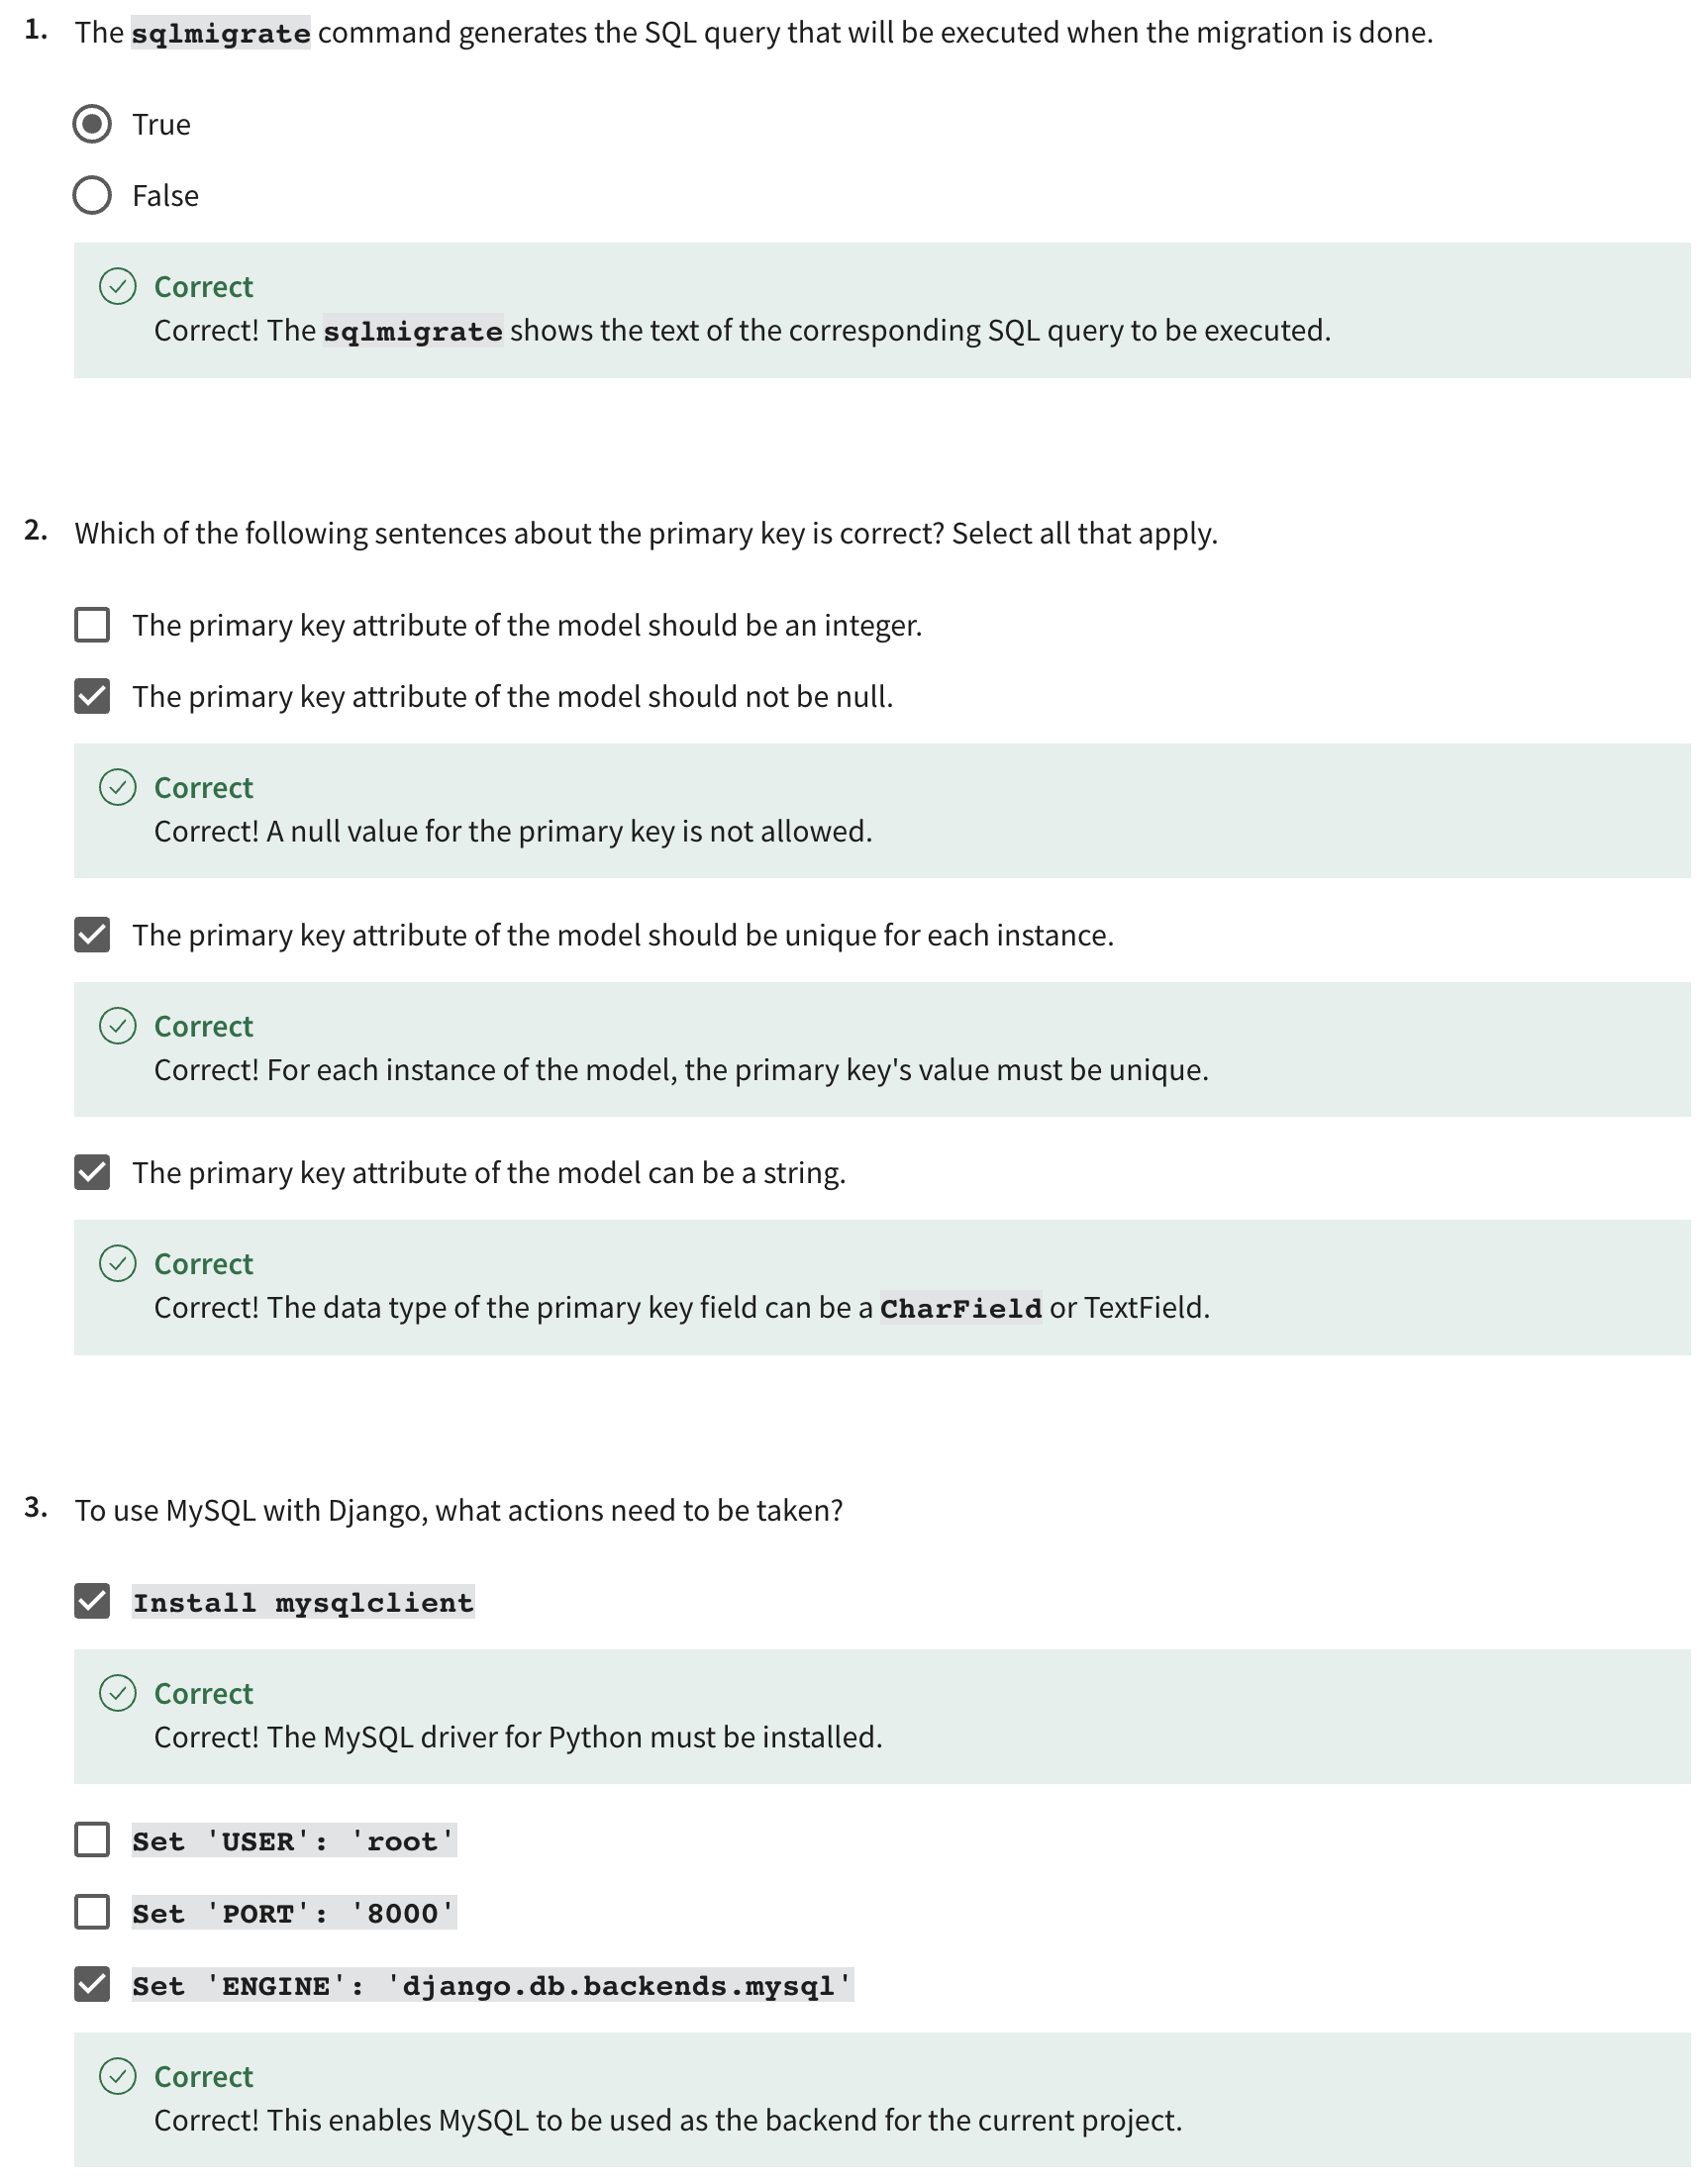 1. The sqlmigrate command generates the SQL query that will be executed when the migration is done.
True
False
Correct
Correct! The sqlmigrate shows the text of the corresponding SQL query to be executed.
2. Which of the following sentences about the primary key is correct? Select all that apply.
The primary key attribute of the model should be an integer.
The primary key attribute of the model should not be null.
Correct
Correct! A null value for the primary key is not allowed.
The primary key attribute of the model should be unique for each instance.
Correct
Correct! For each instance of the model, the primary key's value must be unique.
The primary key attribute of the model can be a string.
Correct
Correct! The data type of the primary key field can be a CharField or TextField.
3. To use MySQL with Django, what actions need to be taken?
Install mysqlclient
Correct
Correct! The MySQL driver for Python must be installed.
Set 'USER': 'root'
Set 'PORT': '8000'
Set 'ENGINE': 'django.db.backends.mysql'
Correct
Correct! This enables MySQL to be used as the backend for the current project.